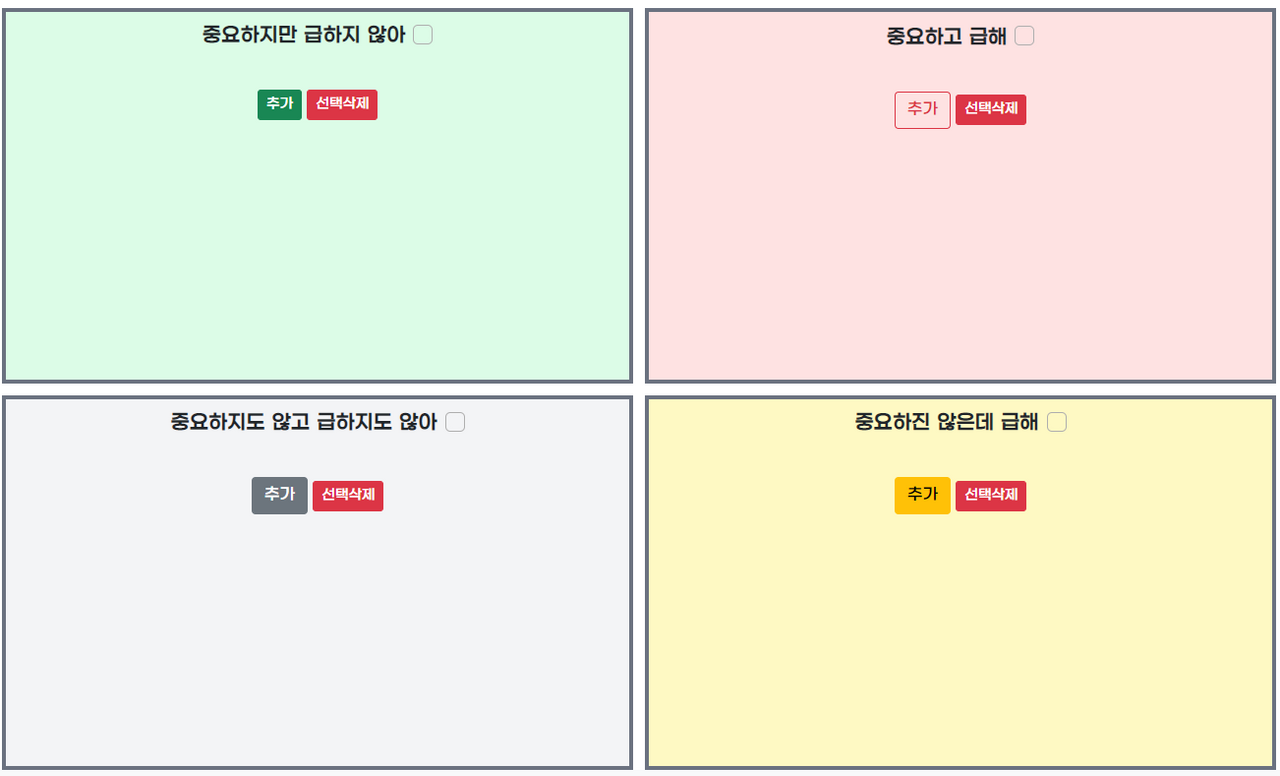 중요하지만 급하지 않아
추가 선택삭제
중요하고 급해
추가 선택삭제
중요하지도 않고 급하지도 않아
추가 선택삭제
중요하진 않은데 급해
추가 선택삭제